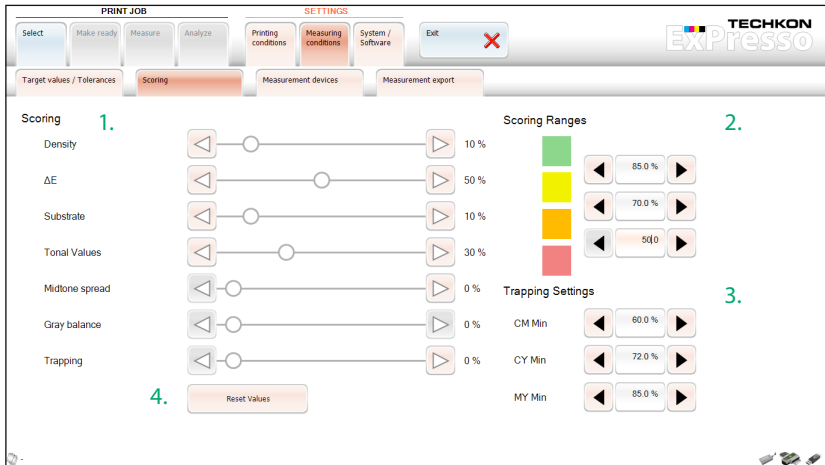 PRINT JOB
SETTINGS
Select
Make ready
Measure
Analyze
Printing
conditions
Measuring
conditions
System /
Software
Exit
TECHKON
ExPresso
Target values / Tolerances
Scoring
Measurement devices
Measurement export
Scoring
1.
Density
10 %
ΔE
50 %
Substrate
10 %
Tonal Values
30 %
Midtone spread
0 %
Gray balance
0 %
Trapping
0 %
4.
Reset Values
Scoring Ranges
2.
85.0 %
70.0 %
50.0
Trapping Settings
3.
CM Min
60.0 %
CY Min
72.0 %
MY Min
85.0 %
-